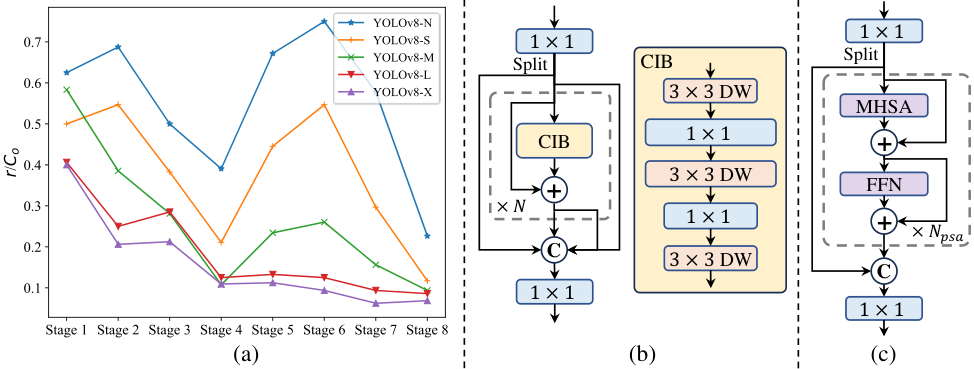 r/C_o
0.7
0.6
0.5
0.4
0.3
0.2
0.1
Stage 1 Stage 2 Stage 3 Stage 4 Stage 5 Stage 6 Stage 7 Stage 8
YOLOv8-N
YOLOv8-S
YOLOv8-M
YOLOv8-L
YOLOv8-X
(a)
1 × 1
Split
CIB
+
× N
C
1 × 1
CIB
3 × 3 DW
1 × 1
3 × 3 DW
1 × 1
3 × 3 DW
(b)
1 × 1
Split
MHSA
+
FFN
+
× N_psa
C
1 × 1
(c)